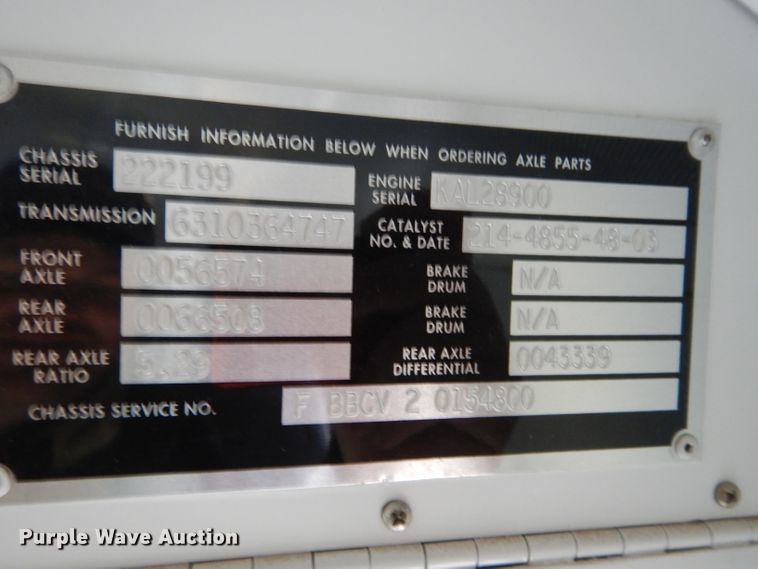 FURNISH INFORMATION BELOW WHEN ORDERING AXLE PARTS
CHASSIS SERIAL 222199
ENGINE SERIAL KAL28900
TRANSMISSION 6310364747
CATALYST NO. & DATE 214-4855-48-03
FRONT AXLE 0056574
BRAKE DRUM N/A
REAR AXLE 0066508
BRAKE DRUM N/A
REAR AXLE RATIO 5.29
REAR AXLE DIFFERENTIAL 0043339
CHASSIS SERVICE NO. F BBCV 2 0154800
Purple Wave Auction